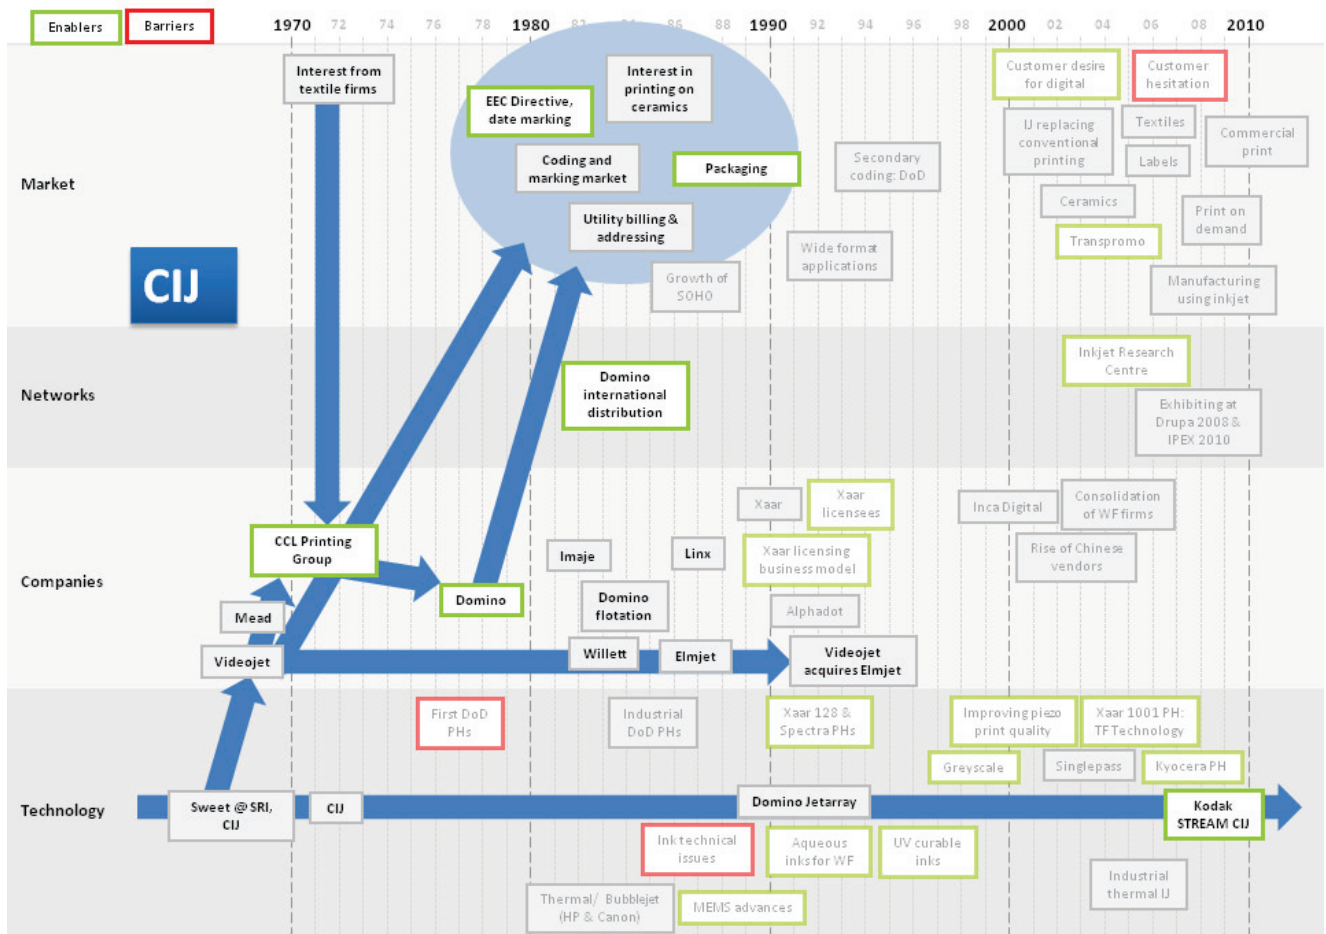 Enablers
Barriers
1970
72
74
76
78
1980
82
84
86
88
1990
92
94
96
98
2000
02
04
06
08
2010
Market
Interest from
textile firms
EEC Directive,
date marking
Interest in
printing on
ceramics
Coding and
marking market
Packaging
Utility billing &
addressing
Growth of
SOHO
Secondary
coding: DoD
Wide format
applications
Customer desire
for digital
Customer
hesitation
IJ replacing
conventional
printing
Textiles
Labels
Commercial
print
Ceramics
Print on
demand
Transpromo
Manufacturing
using inkjet
CIJ
Networks
Domino
international
distribution
Inkjet Research
Centre
Exhibiting at
Drupa 2008 &
IPEX 2010
Companies
CCL Printing
Group
Mead
Videojet
Domino
Imaje
Linx
Domino
flotation
Willett
Elmjet
Xaar
Xaar
licensees
Xaar licensing
business model
Alphadot
Videojet
acquires Elmjet
Inca Digital
Consolidation
of WF firms
Rise of Chinese
vendors
Technology
First DoD
PHs
Industrial
DoD PHs
Xaar 128 &
Spectra PHs
Improving piezo
print quality
Xaar 1001 PH:
TF Technology
Greyscale
Singlepass
Kyocera PH
Sweet @ SRI,
CIJ
CIJ
Domino Jetarray
Kodak
STREAM CIJ
Ink technical
issues
Aqueous
inks for WF
UV curable
inks
Thermal/ Bubblejet
(HP & Canon)
MEMS advances
Industrial
thermal IJ